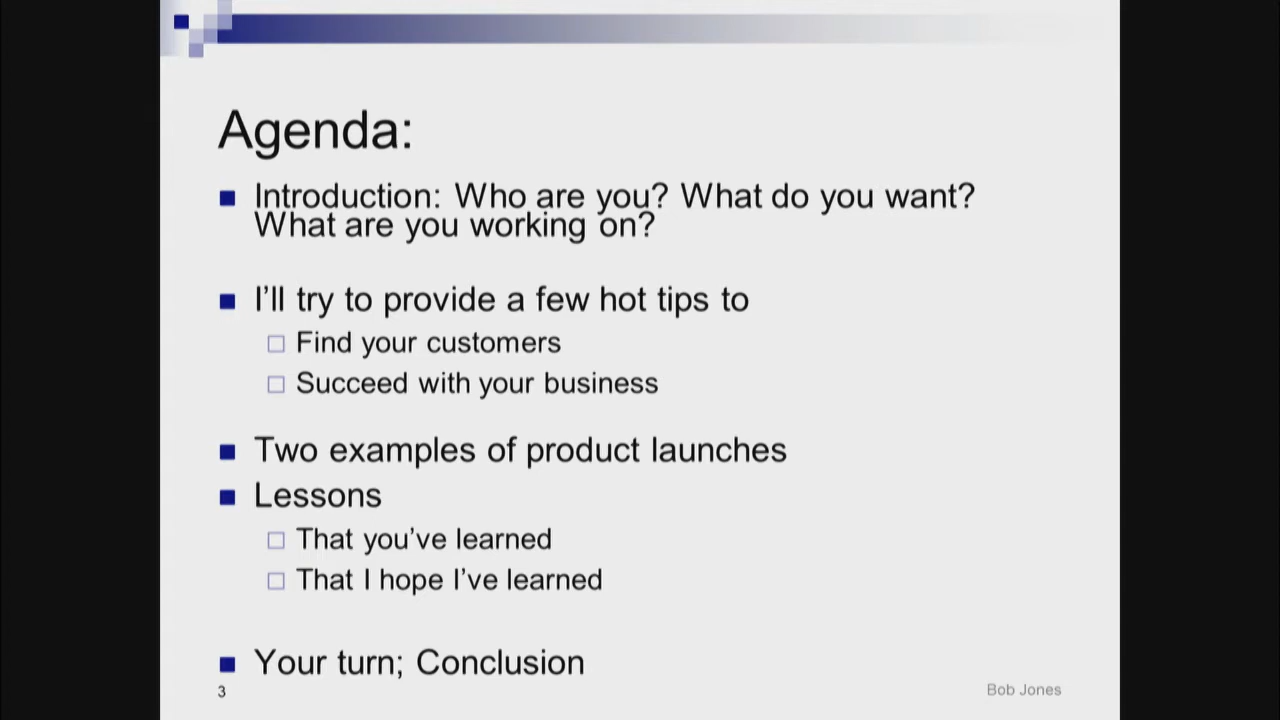 Agenda:
Introduction: Who are you? What do you want?
What are you working on?
I’ll try to provide a few hot tips to
Find your customers
Succeed with your business
Two examples of product launches
Lessons
That you’ve learned
That I hope I’ve learned
Your turn; Conclusion
3
Bob Jones